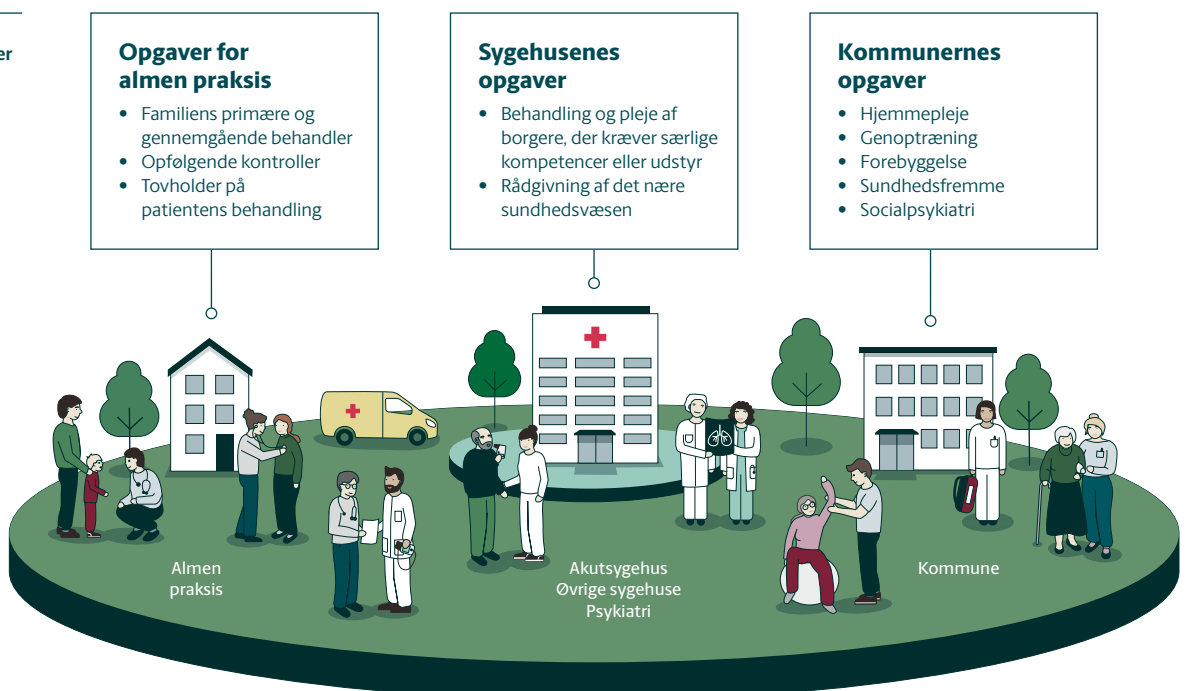 er
Opgaver for
almen praksis
• Familiens primære og
gennemgående behandler
• Opfølgende kontroller
• Tovholder på
patientens behandling
Sygehusenes
opgaver
• Behandling og pleje af
borgere, der kræver særlige
kompetencer eller udstyr
• Rådgivning af det nære
sundhedsvæsen
Kommunernes
opgaver
• Hjemmepleje
• Genoptræning
• Forebyggelse
• Sundhedsfremme
• Socialpsykiatri
Almen
praksis
Akutsygehus
Øvrige sygehuse
Psykiatri
Kommune